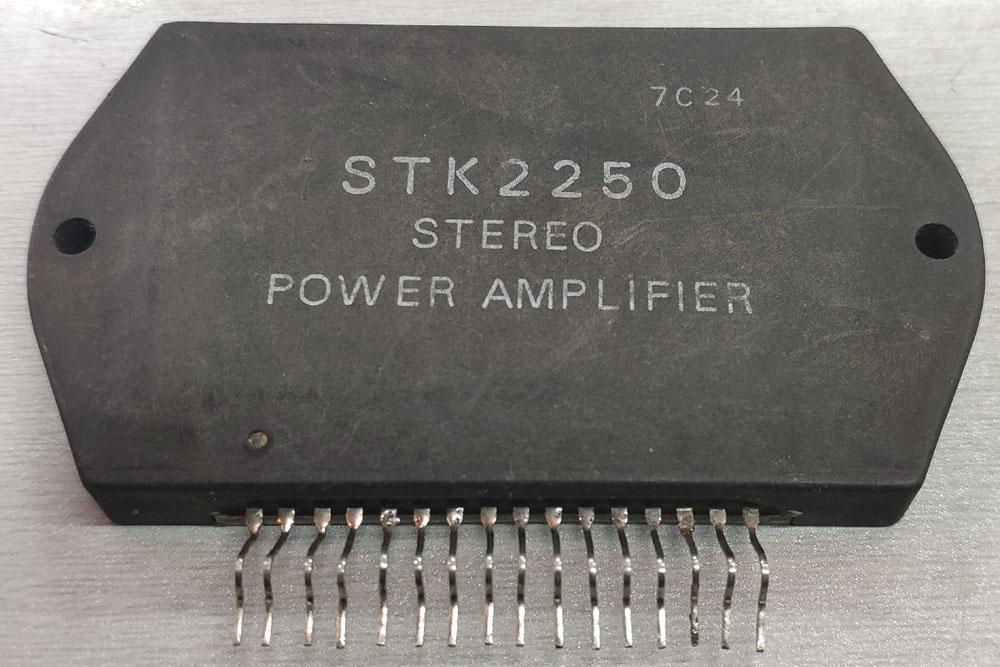 7C24
STK2250
STEREO
POWER AMPLIFIER